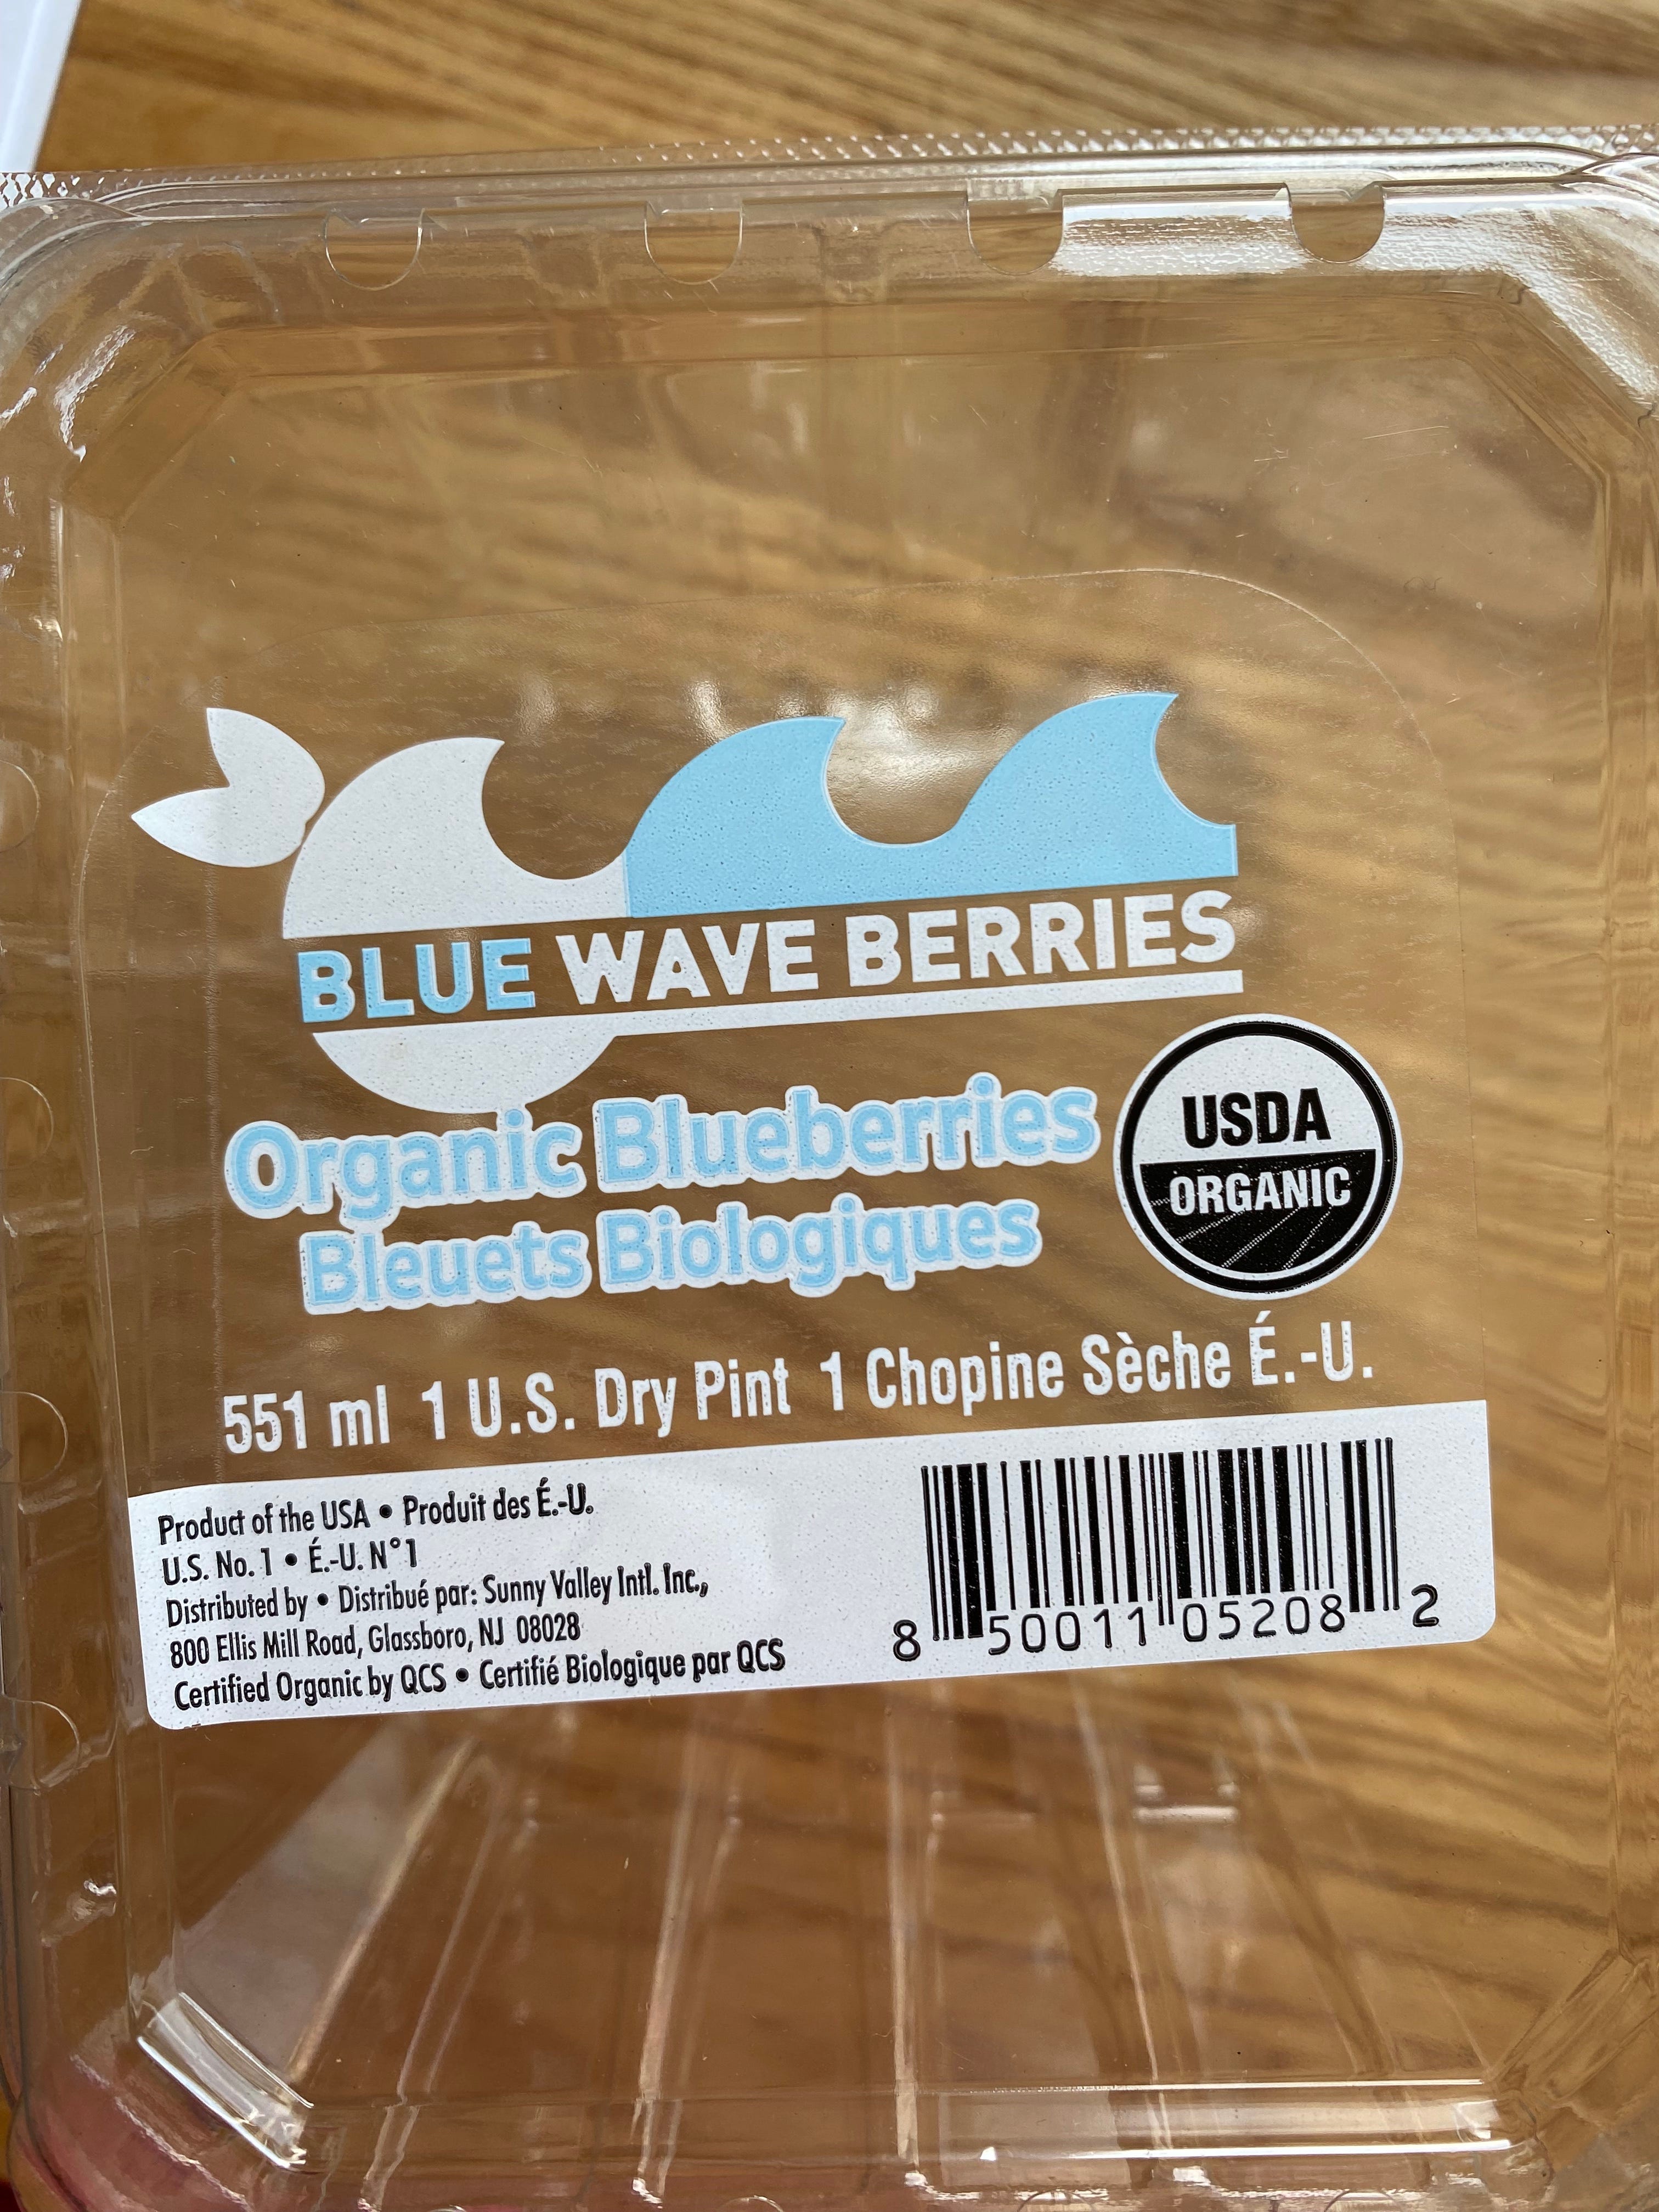 BLUE WAVE BERRIES
Organic Blueberries
Bleuets Biologiques
USDA
ORGANIC
551 ml 1 U.S. Dry Pint 1 Chopine Sèche É.-U.
Product of the USA • Produit des É.-U.
U.S. No. 1 • É.-U. N°1
Distributed by • Distribué par: Sunny Valley Intl. Inc.,
800 Ellis Mill Road, Glassboro, NJ 08028
Certified Organic by QCS • Certifié Biologique par QCS
8 50011 05208 2